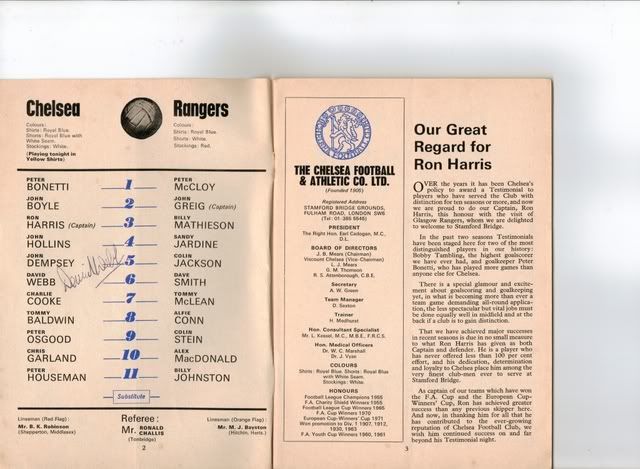 Chelsea
Colours:
Shirts: Royal Blue.
Shorts: Royal Blue with
White Seam.
Stockings: White.
(Playing tonight in
Yellow Shirts)
Rangers
Colours:
Shirts: Royal Blue.
Shorts: White.
Stockings: Red.
PETER BONETTI 1 PETER McCLOY
JOHN BOYLE 2 JOHN GREIG (Captain)
RON HARRIS (Captain) 3 BILLY MATHIESON
JOHN HOLLINS 4 SANDY JARDINE
JOHN DEMPSEY 5 COLIN JACKSON
DAVID WEBB 6 DAVE SMITH
CHARLIE COOKE 7 TOMMY McLEAN
TOMMY BALDWIN 8 ALFIE CONN
PETER OSGOOD 9 COLIN STEIN
CHRIS GARLAND 10 ALEX MacDONALD
PETER HOUSEMAN 11 BILLY JOHNSTON
Substitute
Linesman (Red Flag):
Mr. B. K. Robinson
(Shepperton, Middlesex)
Referee:
Mr. RONALD CHALLIS
(Tonbridge)
Linesman (Orange Flag):
Mr. M. J. Bayston
(Hitchin, Herts.)
2
THE CHELSEA FOOTBALL
& ATHLETIC CO. LTD.
(Founded 1905)
Registered Address
STAMFORD BRIDGE GROUNDS,
FULHAM ROAD, LONDON SW6
(Tel: 01-385 5545)
PRESIDENT
The Right Hon. Earl Cadogan, M.C.,
D.L.
BOARD OF DIRECTORS
J. B. Mears (Chairman)
Viscount Chelsea (Vice-Chairman)
L. J. Mears
G. M. Thomson
R. S. Attenborough, C.B.E.
Secretary
A. W. Green
Team Manager
D. Sexton
Trainer
H. Medhurst
Hon. Consultant Specialist
Mr. L. Kessel, M.C., M.B.E., F.R.C.S.
Hon. Medical Officers
Dr. W. C. Marshall
Dr. J. Vyse
COLOURS
Shirts: Royal Blue. Shorts: Royal Blue
with White Seam.
Stockings: White.
HONOURS
Football League Champions 1955
F.A. Charity Shield Winners 1955
Football League Cup Winners 1965
F.A. Cup Winners 1970
European Cup-Winners' Cup 1971
Won promotion to Div. 1 1907, 1912,
1930, 1963
F.A. Youth Cup Winners 1960, 1961
Our Great
Regard for
Ron Harris
OVER the years it has been Chelsea's
policy to award a Testimonial to
players who have served the Club with
distinction for ten seasons or more, and now
we are proud to do our Captain, Ron
Harris, this honour with the visit of
Glasgow Rangers, whom we are delighted
to welcome to Stamford Bridge.
In the past two seasons Testimonials
have been staged here for two of the most
distinguished players in our history:
Bobby Tambling, the highest goalscorer
we have ever had, and goalkeeper Peter
Bonetti, who has played more games than
anyone else for Chelsea.
There is a special glamour and excite-
ment about goalscoring and goalkeeping
yet, in what is becoming more than ever a
team game demanding all-round applica-
tion, the less spectacular but vital jobs must
be done equally well in midfield and at the
back if a club is to gain distinction.
That we have achieved major successes
in recent seasons is due in no small measure
to what Ron Harris has given as both
Captain and defender. He is a player who
has never offered less than 100 per cent
effort, and his dedication, determination
and loyalty to Chelsea place him among the
very finest club-men ever to serve at
Stamford Bridge.
As captain of our teams which have won
the F.A. Cup and the European Cup-
Winners' Cup, Ron has achieved greater
success than any previous skipper here.
And now, in thanking him for all that he
has contributed to the ever-growing
reputation of Chelsea Football Club, we
wish him continued success on and far
beyond his Testimonial night.
3